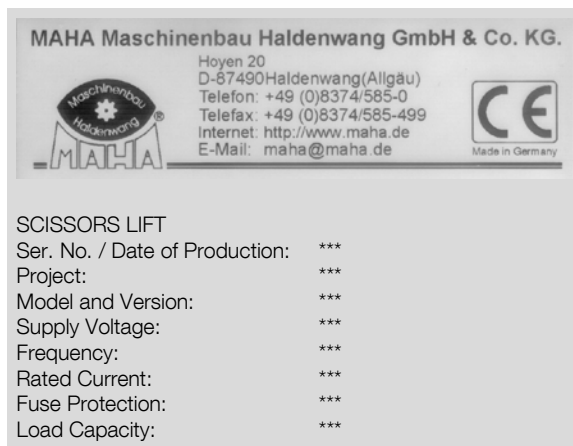 MAHA Maschinenbau Haldenwang GmbH & Co. KG.
Hoyen 20
D-87490Haldenwang(Allgäu)
Telefon: +49 (0)8374/585-0
Telefax: +49 (0)8374/585-499
Internet: http://www.maha.de
E-Mail: maha@maha.de
Maschinenbau
Haldenwang
®
MAHA
CE
Made in Germany
SCISSORS LIFT
Ser. No. / Date of Production: ***
Project: ***
Model and Version: ***
Supply Voltage: ***
Frequency: ***
Rated Current: ***
Fuse Protection: ***
Load Capacity: ***